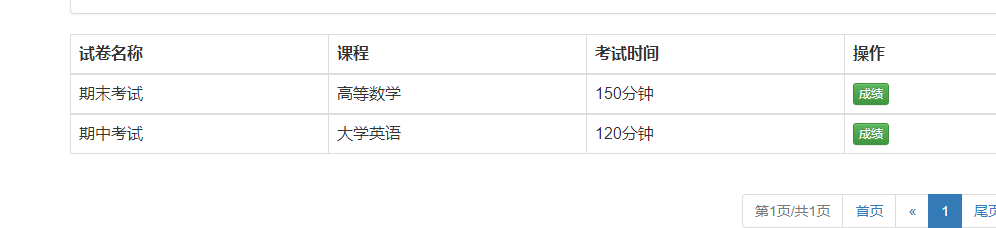 试卷名称 课程 考试时间 操作
期末考试 高等数学 150分钟 成绩
期中考试 大学英语 120分钟 成绩
第1页/共1页 首页 « 1 尾页